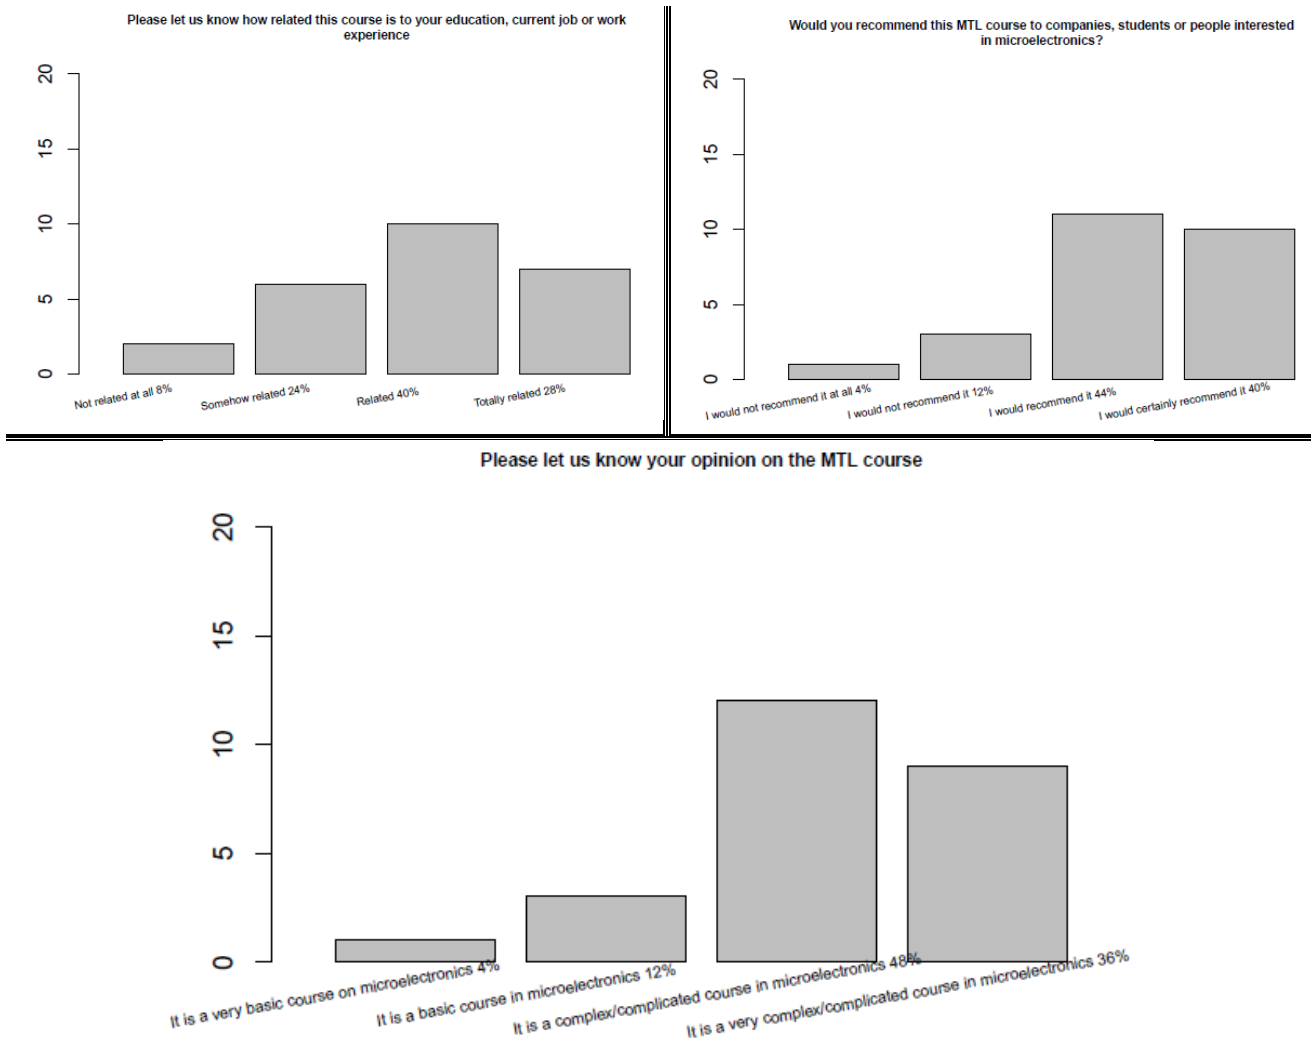 Please let us know how related this course is to your education, current job or work
experience
20
15
10
5
0
Not related at all 8%
Somehow related 24%
Related 40%
Totally related 28%
Would you recommend this MTL course to companies, students or people interested
in microelectronics?
20
15
10
5
0
I would not recommend it at all 4%
I would not recommend it 12%
I would recommend it 44%
I would certainly recommend it 40%
Please let us know your opinion on the MTL course
20
15
10
5
0
It is a very basic course on microelectronics 4%
It is a basic course in microelectronics 12%
It is a complex/complicated course in microelectronics 48%
It is a very complex/complicated course in microelectronics 36%